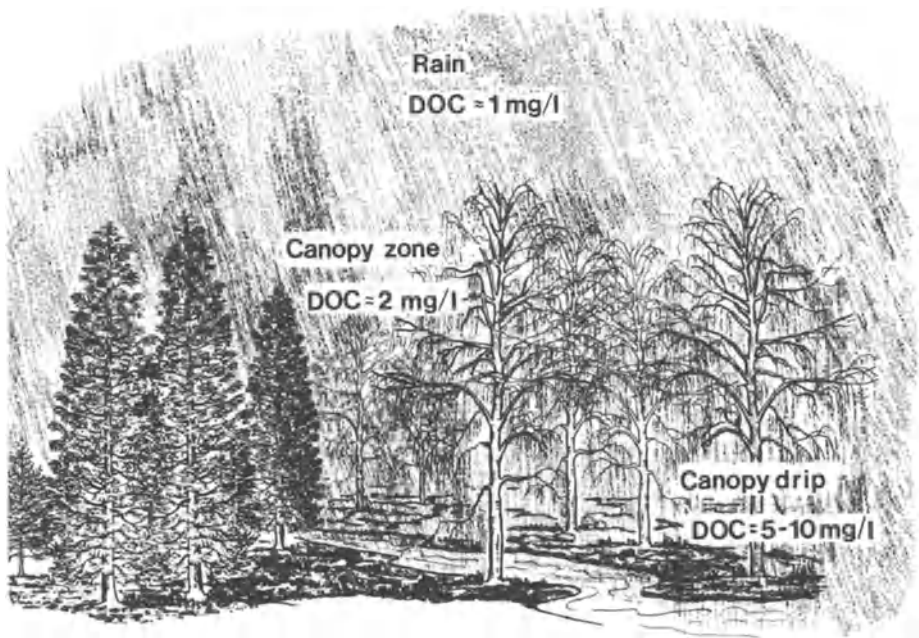 Rain
DOC ≈ 1 mg/l
Canopy zone
DOC ≈ 2 mg/l
Canopy drip
DOC ≈ 5-10 mg/l